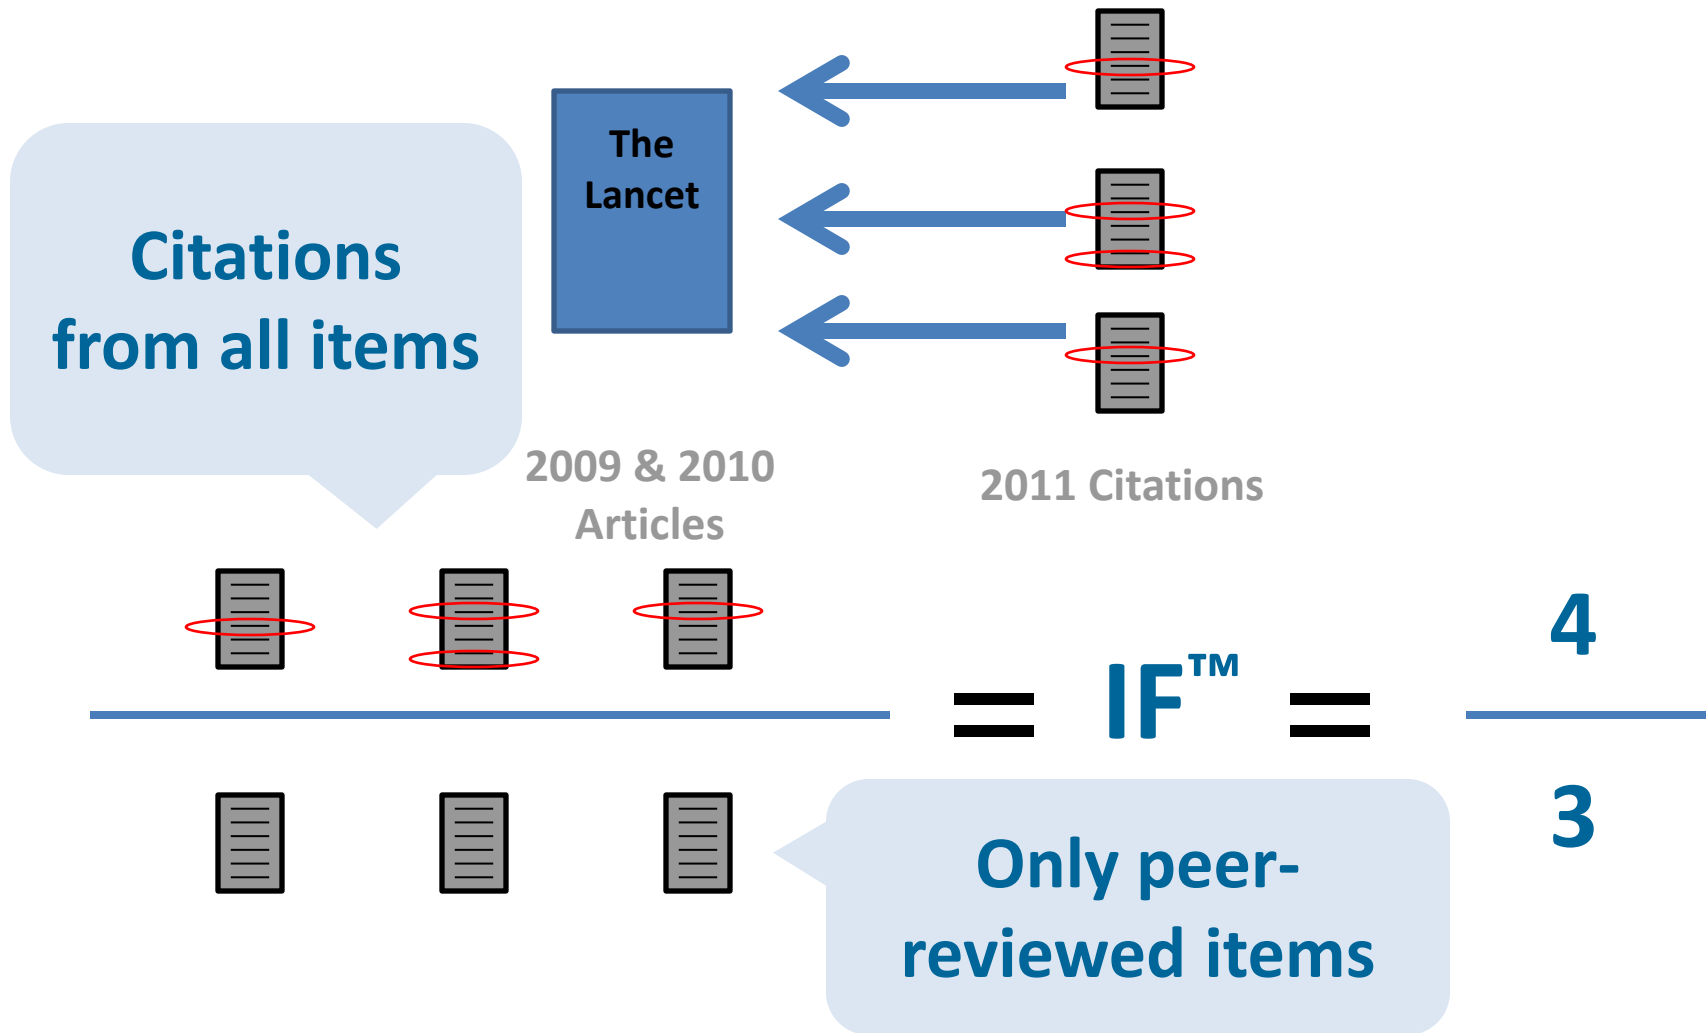 The
Lancet
Citations
from all items
2009 & 2010
Articles
2011 Citations
= IF™ =
4
3
Only peer-
reviewed items